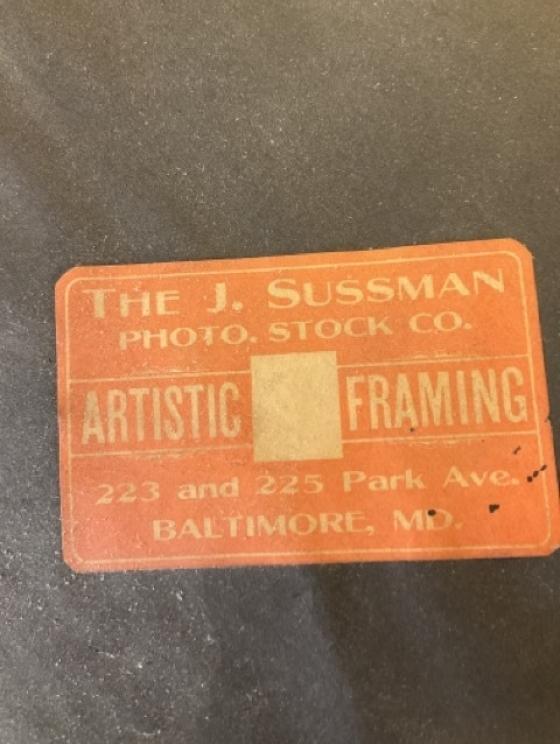 THE J. SUSSMAN
PHOTO. STOCK CO.
ARTISTIC FRAMING
223 and 225 Park Ave.
BALTIMORE, MD.